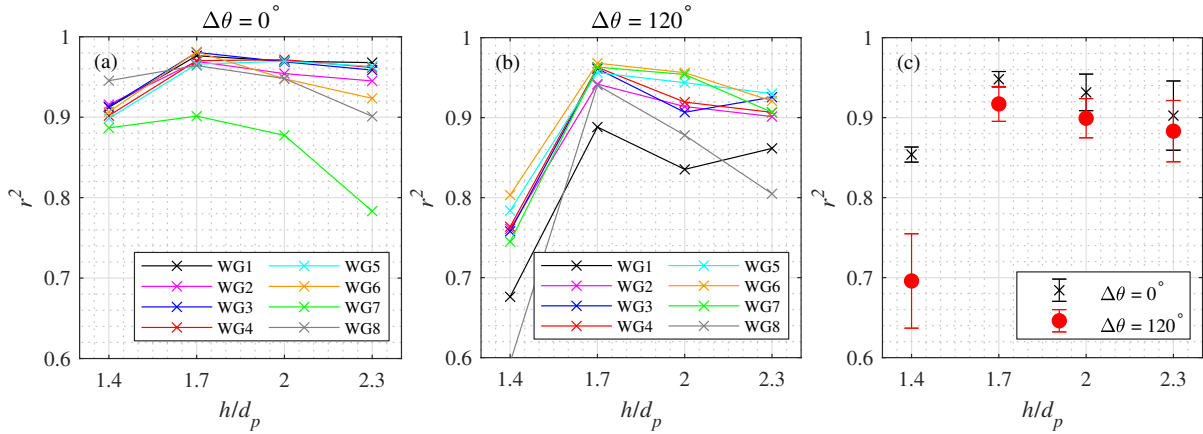 Δθ = 0°
(a)
r²
1
0.9
0.8
0.7
0.6
1.4 1.7 2 2.3
h/d_p
WG1 WG5
WG2 WG6
WG3 WG7
WG4 WG8
Δθ = 120°
(b)
r²
1
0.9
0.8
0.7
0.6
1.4 1.7 2 2.3
h/d_p
WG1 WG5
WG2 WG6
WG3 WG7
WG4 WG8
(c)
r²
1
0.9
0.8
0.7
0.6
1.4 1.7 2 2.3
h/d_p
Δθ = 0°
Δθ = 120°